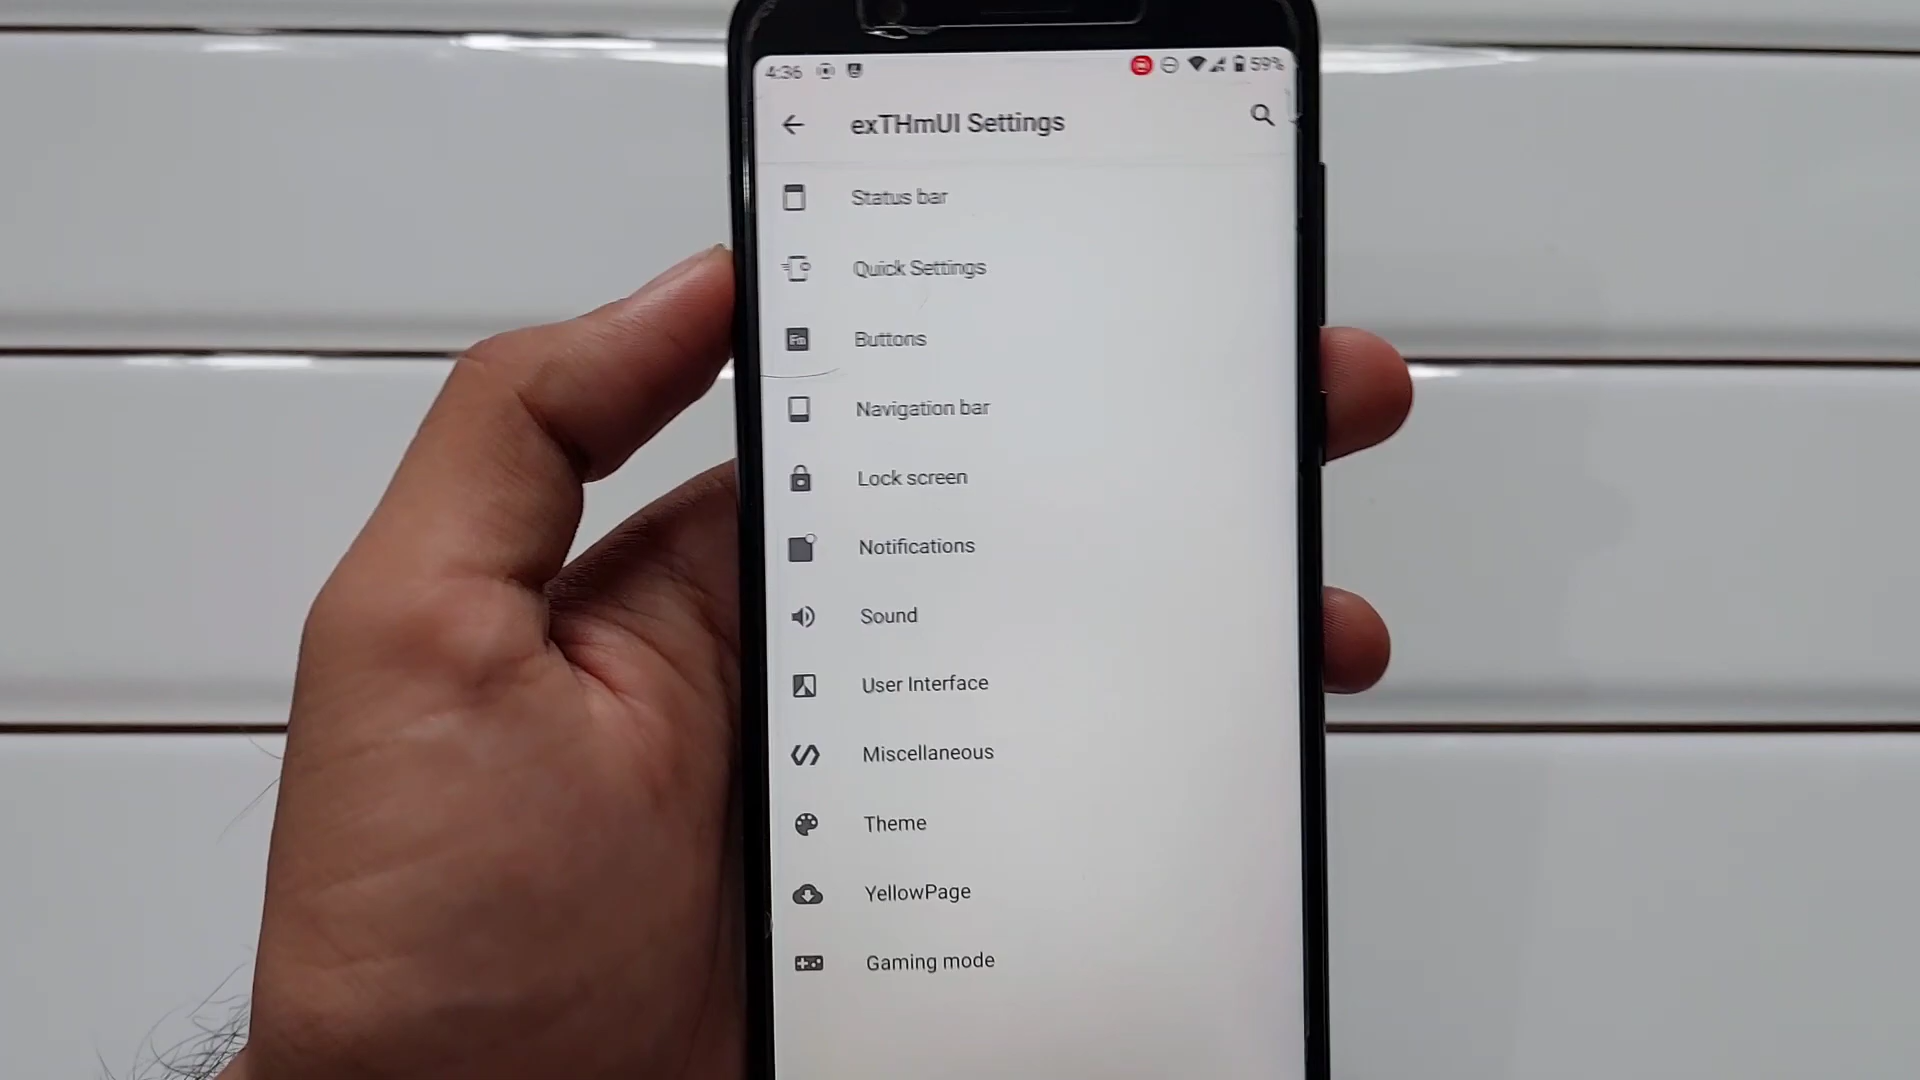 4:36
59%
exTHmUI Settings
Status bar
Quick Settings
Fn
Buttons
Navigation bar
Lock screen
Notifications
Sound
User Interface
Miscellaneous
Theme
YellowPage
Gaming mode